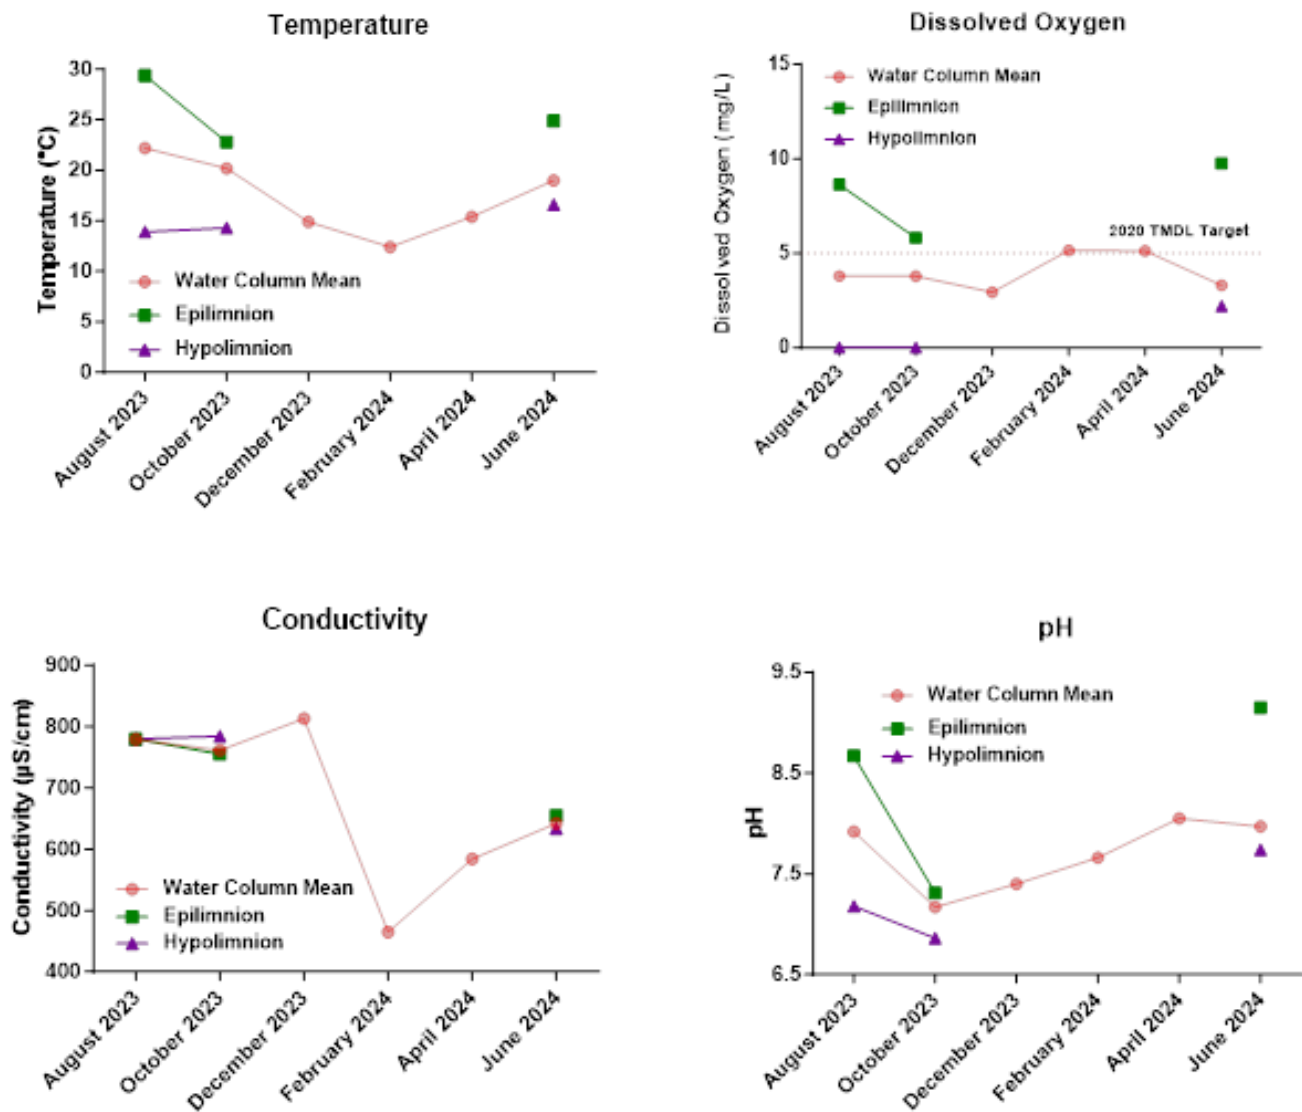 Temperature
Temperature (°C)
30
25
20
15
10
5
0
Water Column Mean
Epilimnion
Hypolimnion
August 2023
October 2023
December 2023
February 2024
April 2024
June 2024
Dissolved Oxygen
Dissolved Oxygen (mg/L)
15
10
5
0
Water Column Mean
Epilimnion
Hypolimnion
2020 TMDL Target
August 2023
October 2023
December 2023
February 2024
April 2024
June 2024
Conductivity
Conductivity (µS/cm)
900
800
700
600
500
400
Water Column Mean
Epilimnion
Hypolimnion
August 2023
October 2023
December 2023
February 2024
April 2024
June 2024
pH
pH
9.5
8.5
7.5
6.5
Water Column Mean
Epilimnion
Hypolimnion
August 2023
October 2023
December 2023
February 2024
April 2024
June 2024